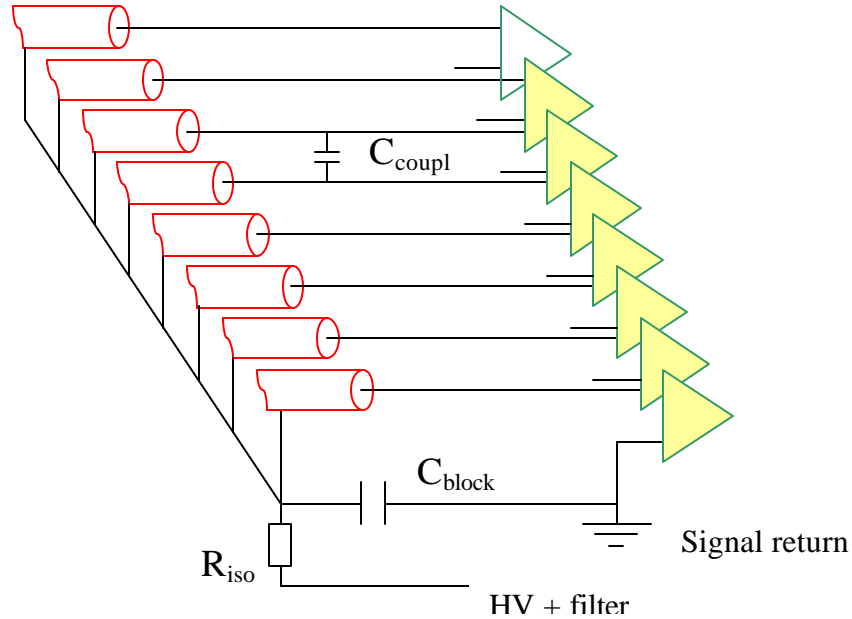 C_coupl
C_block
Signal return
R_iso
HV + filter